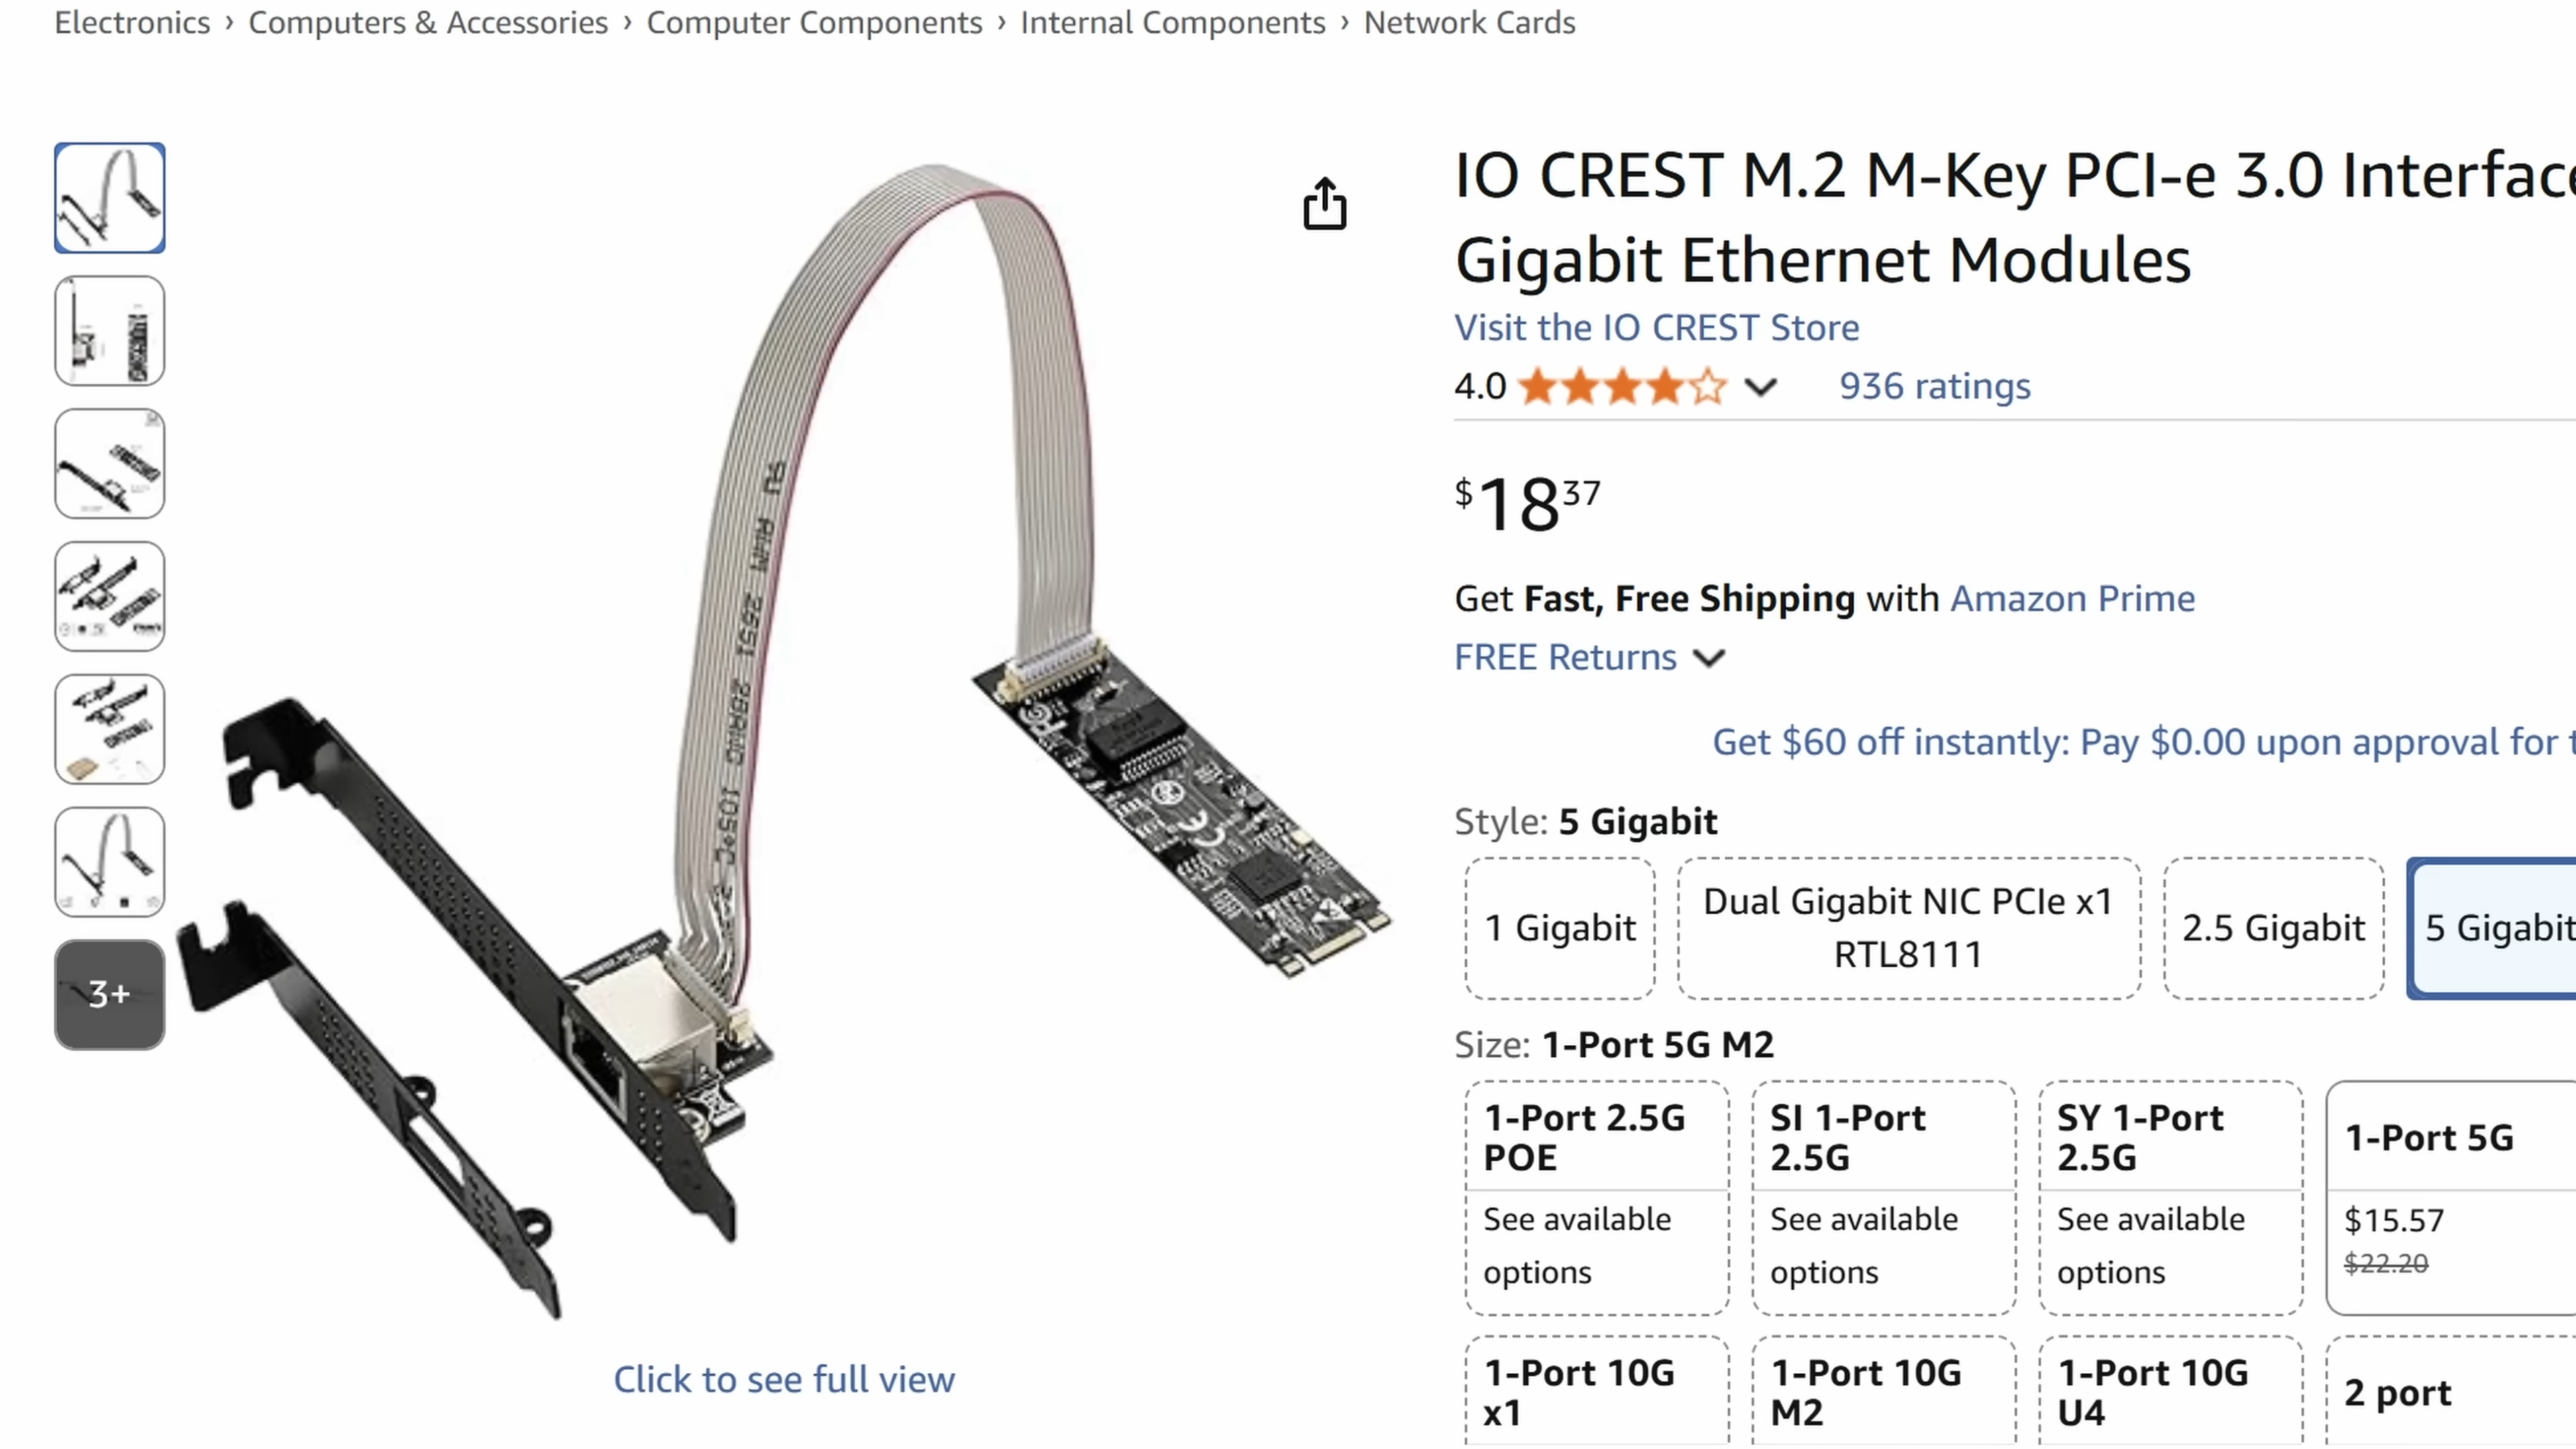 Electronics › Computers & Accessories › Computer Components › Internal Components › Network Cards
IO CREST M.2 M-Key PCI-e 3.0 Interface
Gigabit Ethernet Modules
Visit the IO CREST Store
4.0
936 ratings
$18.37
Get Fast, Free Shipping with Amazon Prime
FREE Returns
Get $60 off instantly: Pay $0.00 upon approval for
Style: 5 Gigabit
1 Gigabit
Dual Gigabit NIC PCIe x1
RTL8111
2.5 Gigabit
5 Gigabit
Size: 1-Port 5G M2
1-Port 2.5G
POE
See available
options
SI 1-Port
2.5G
See available
options
SY 1-Port
2.5G
See available
options
1-Port 5G
$15.57
$22.20
1-Port 10G
x1
1-Port 10G
M2
1-Port 10G
U4
2 port
3+
AWM 2651 28AWG 105°C
Click to see full view